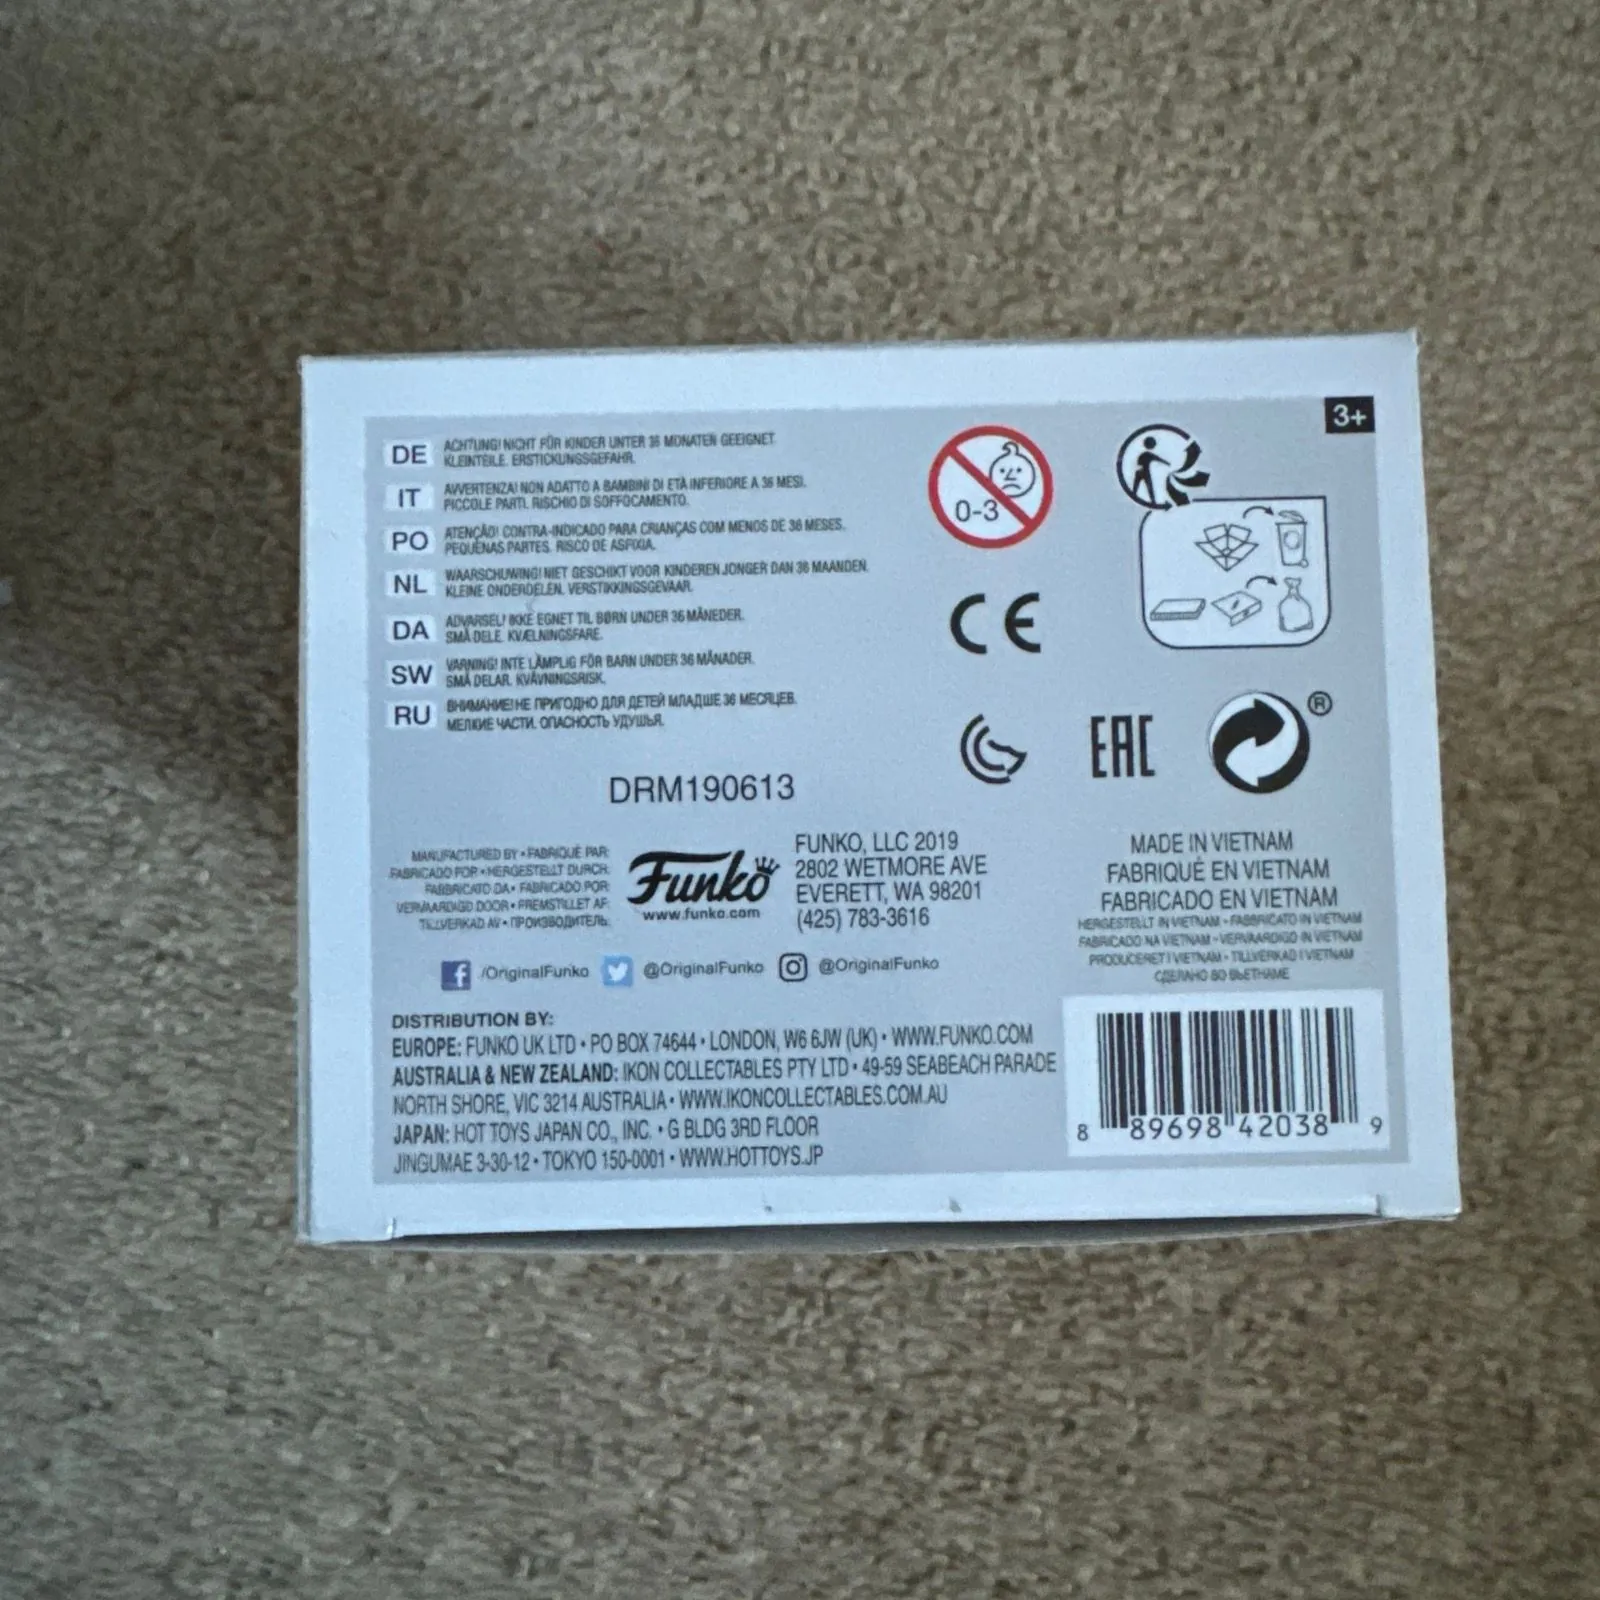 3+
DE ACHTUNG! NICHT FÜR KINDER UNTER 36 MONATEN GEEIGNET.
KLEINTEILE. ERSTICKUNGSGEFAHR.
IT AVVERTENZA! NON ADATTO A BAMBINI DI ETÀ INFERIORE A 36 MESI.
PICCOLE PARTI. RISCHIO DI SOFFOCAMENTO.
PO ATENÇÃO! CONTRA-INDICADO PARA CRIANÇAS COM MENOS DE 36 MESES.
PEQUENAS PARTES. RISCO DE ASFIXIA.
NL WAARSCHUWING! NIET GESCHIKT VOOR KINDEREN JONGER DAN 36 MAANDEN.
KLEINE ONDERDELEN. VERSTIKKINGSGEVAAR.
DA ADVARSEL! IKKE EGNET TIL BØRN UNDER 36 MÅNEDER.
SMÅ DELE. KVÆLNINGSFARE.
SW VARNING! INTE LÄMPLIG FÖR BARN UNDER 36 MÅNADER.
SMÅ DELAR. KVÄVNINGSRISK.
RU ВНИМАНИЕ! НЕ ПРИГОДНО ДЛЯ ДЕТЕЙ МЛАДШЕ 36 МЕСЯЦЕВ.
МЕЛКИЕ ЧАСТИ. ОПАСНОСТЬ УДУШЬЯ.
0-3
CE
EAC
®
DRM190613
MANUFACTURED BY • FABRIQUÉ PAR:
FABRICADO POR • HERGESTELLT DURCH:
FABBRICATO DA • FABRICADO POR:
VERVAARDIGD DOOR • FREMSTILLET AF:
TILLVERKAD AV • ПРОИЗВОДИТЕЛЬ:
Funko
www.funko.com
FUNKO, LLC 2019
2802 WETMORE AVE
EVERETT, WA 98201
(425) 783-3616
MADE IN VIETNAM
FABRIQUÉ EN VIETNAM
FABRICADO EN VIETNAM
HERGESTELLT IN VIETNAM • FABBRICATO IN VIETNAM
FABRICADO NA VIETNAM • VERVAARDIGD IN VIETNAM
PRODUCERET I VIETNAM • TILLVERKAD I VIETNAM
СДЕЛАНО ВО ВЬЕТНАМЕ
f /OriginalFunko @OriginalFunko @OriginalFunko
DISTRIBUTION BY:
EUROPE: FUNKO UK LTD • PO BOX 74644 • LONDON, W6 6JW (UK) • WWW.FUNKO.COM
AUSTRALIA & NEW ZEALAND: IKON COLLECTABLES PTY LTD • 49-59 SEABEACH PARADE
NORTH SHORE, VIC 3214 AUSTRALIA • WWW.IKONCOLLECTABLES.COM.AU
JAPAN: HOT TOYS JAPAN CO., INC. • G BLDG 3RD FLOOR
JINGUMAE 3-30-12 • TOKYO 150-0001 • WWW.HOTTOYS.JP
8 89698 42038 9